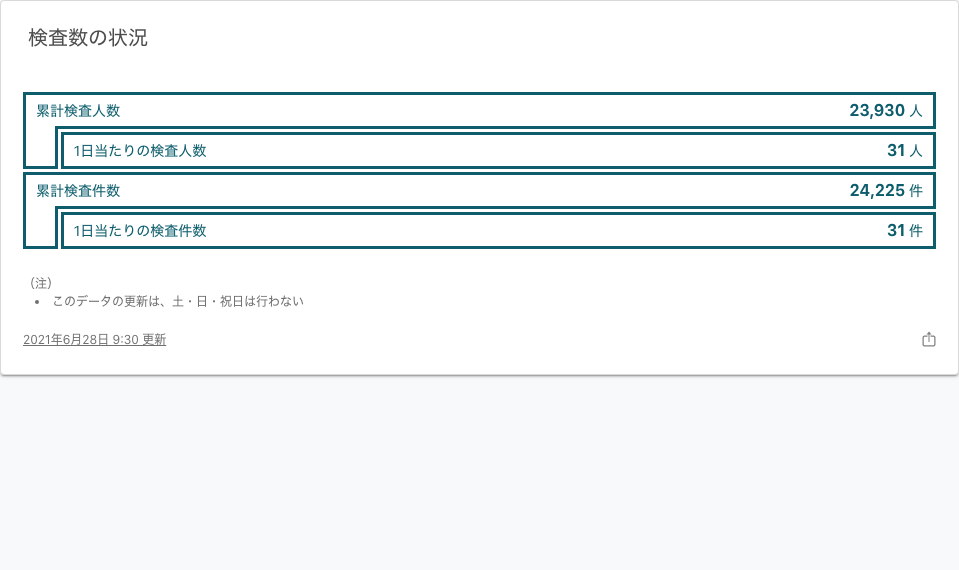 検査数の状況
累計検査人数 23,930 人
1日当たりの検査人数 31 人
累計検査件数 24,225 件
1日当たりの検査件数 31 件
（注）
• このデータの更新は、土・日・祝日は行わない
2021年6月28日 9:30 更新